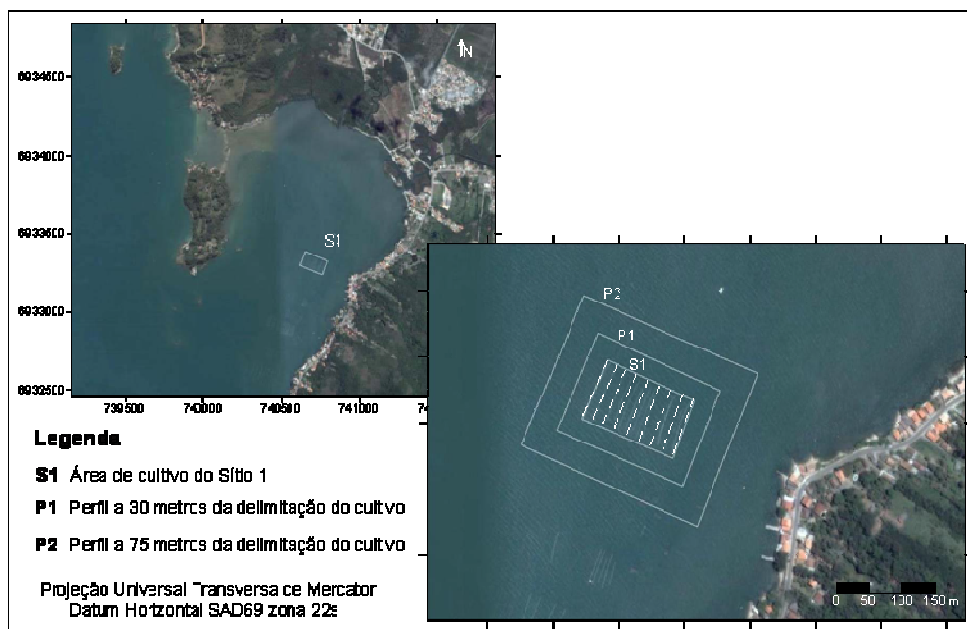 N
6934500
6934000
6933500
6933000
6932500
739500
740000
740500
741000
S1
P2
P1
S1
Legenda
S1 Área de cultivo do Sítio 1
P1 Perfil a 30 metros da delimitação do cultivo
P2 Perfil a 75 metros da delimitação do cultivo
Projeção Universal Transversa de Mercator
Datum Horizontal SAD69 zona 22s
0 50 100 150 m